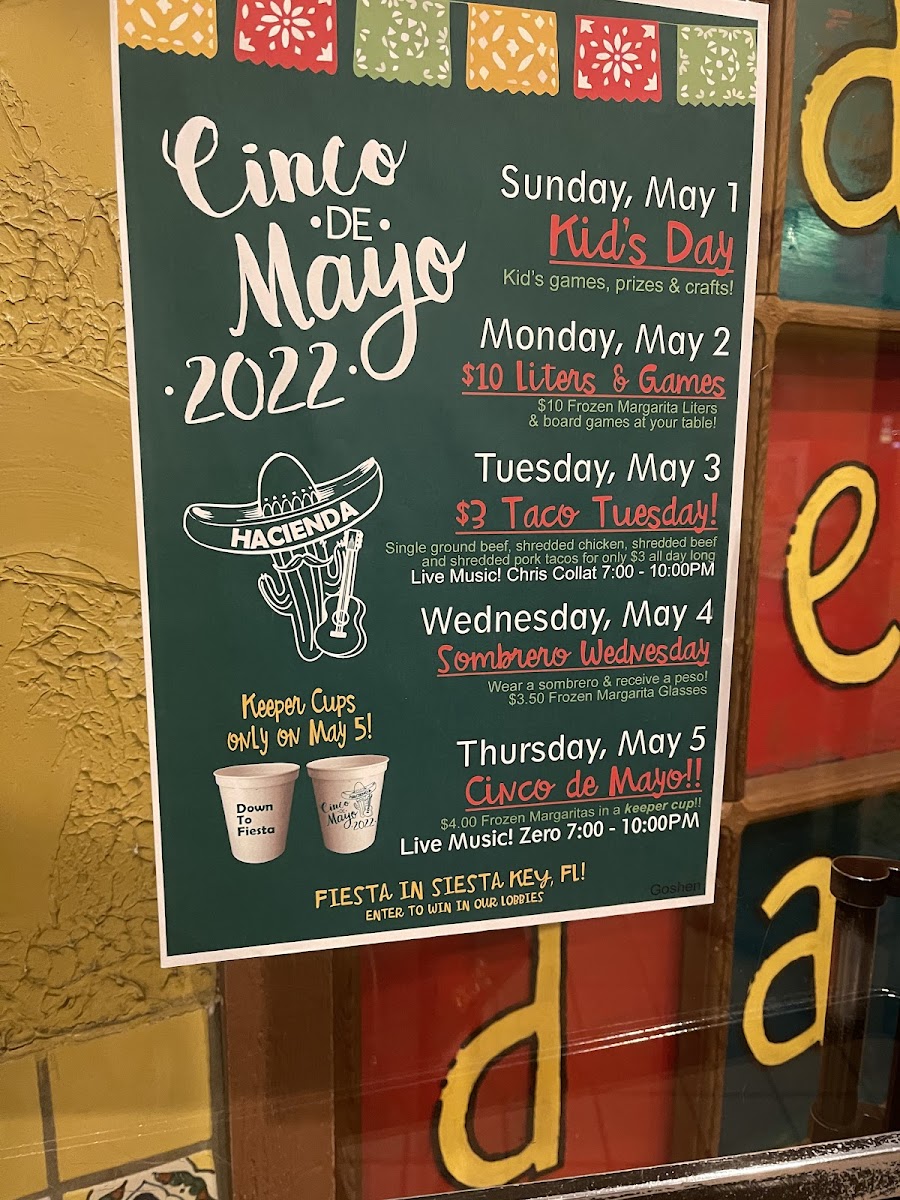 Cinco
• DE •
Mayo
• 2022 •
HACIENDA
Keeper Cups
only on May 5!
Down
To
Fiesta
HACIENDA
Cinco
DE
Mayo
2022
Sunday, May 1
Kid's Day
Kid's games, prizes & crafts!
Monday, May 2
$10 Liters & Games
$10 Frozen Margarita Liters
& board games at your table!
Tuesday, May 3
$3 Taco Tuesday!
Single ground beef, shredded chicken, shredded beef
and shredded pork tacos for only $3 all day long
Live Music! Chris Collat 7:00 - 10:00PM
Wednesday, May 4
Sombrero Wednesday
Wear a sombrero & receive a peso!
$3.50 Frozen Margarita Glasses
Thursday, May 5
Cinco de Mayo!!
$4.00 Frozen Margaritas in a keeper cup!!
Live Music! Zero 7:00 - 10:00PM
FIESTA IN SIESTA KEY, FL!
ENTER TO WIN IN OUR LOBBIES
Goshen
d
e
d a